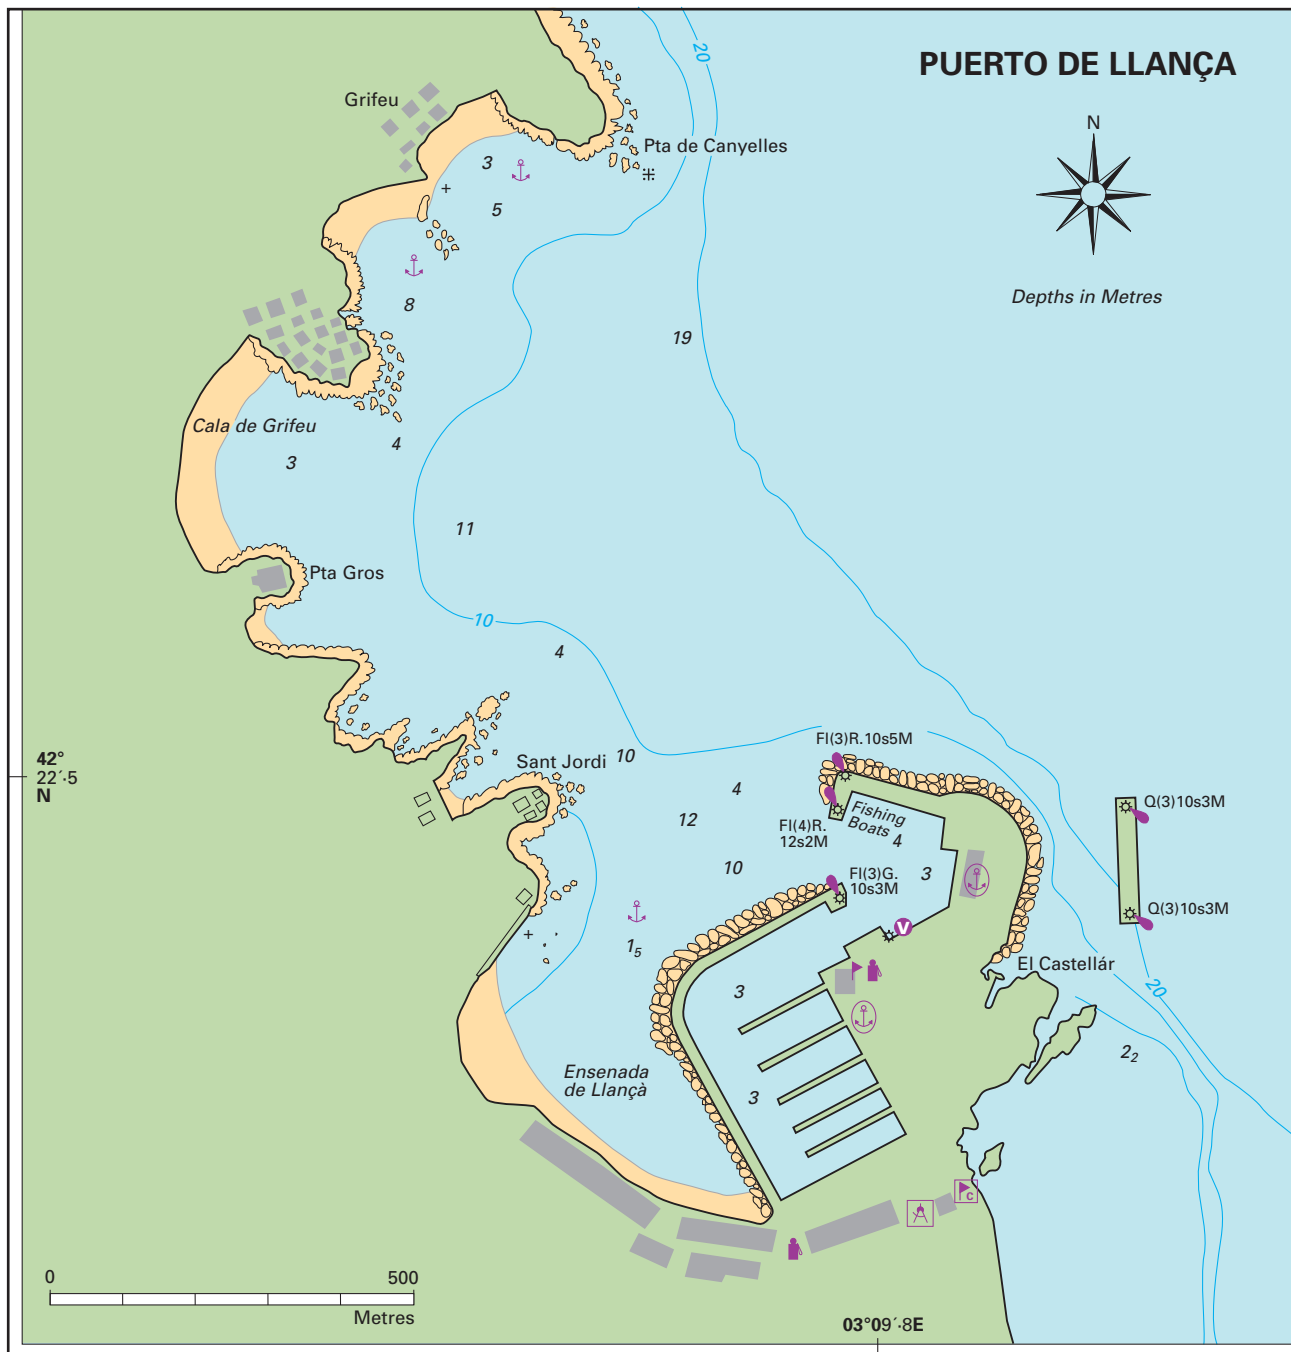 PUERTO DE LLANÇA
20
Grifeu
N
Pta de Canyelles
3
5
Depths in Metres
8
19
Cala de Grifeu
4
3
11
Pta Gros
10
4
Fl(3)R.10s5M
42°
22´·5
N
Sant Jordi
10
4
Fishing
Boats
4
Q(3)10s3M
12
Fl(4)R.
12s2M
10
Fl(3)G.
10s3M
3
Q(3)10s3M
V
1₅
El Castellár
3
20
2₂
Ensenada
de Llançà
3
C
0
500
Metres
03°09´·8E